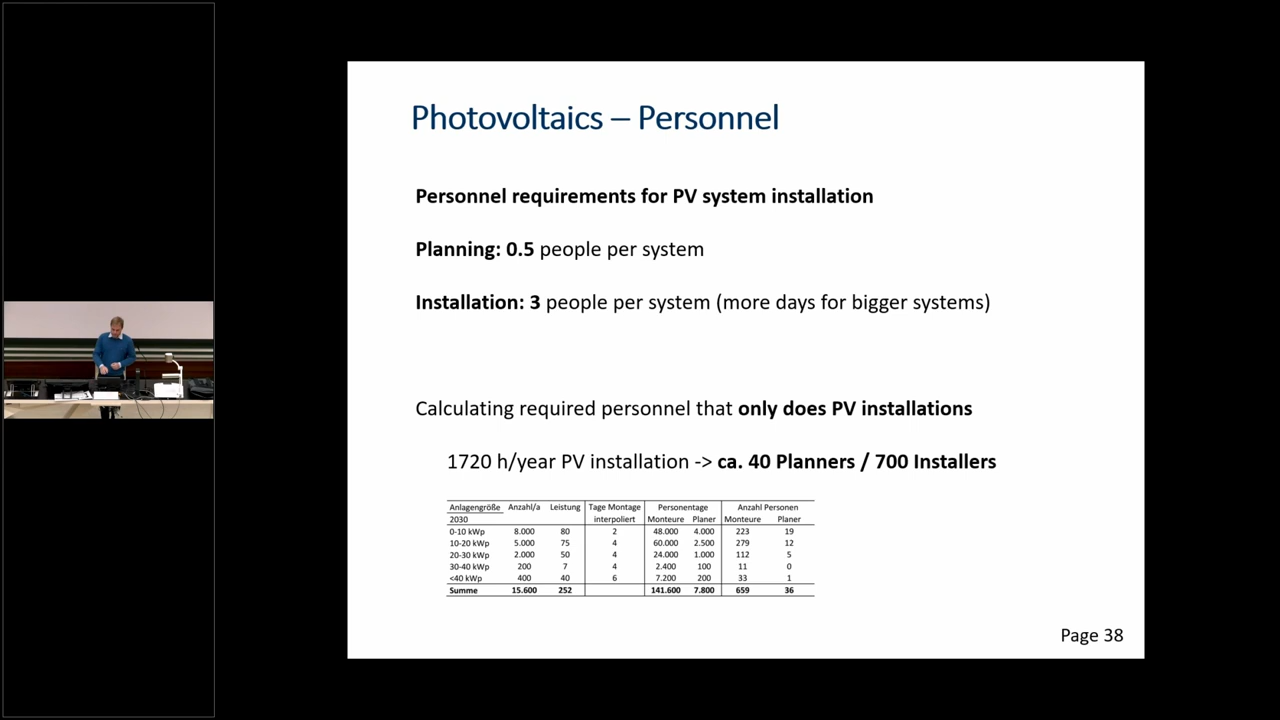 Photovoltaics – Personnel
Personnel requirements for PV system installation
Planning: 0.5 people per system
Installation: 3 people per system (more days for bigger systems)
Calculating required personnel that only does PV installations
1720 h/year PV installation -> ca. 40 Planners / 700 Installers
Anlagengröße Anzahl/a Leistung Tage Montage Personentage Anzahl Personen
2030 interpoliert Monteure Planer Monteure Planer
0-10 kWp 8.000 80 2 48.000 4.000 223 19
10-20 kWp 5.000 75 4 60.000 2.500 279 12
20-30 kWp 2.000 50 4 24.000 1.000 112 5
30-40 kWp 200 7 4 2.400 100 11 0
<40 kWp 400 40 6 7.200 200 33 1
Summe 15.600 252 141.600 7.800 659 36
Page 38